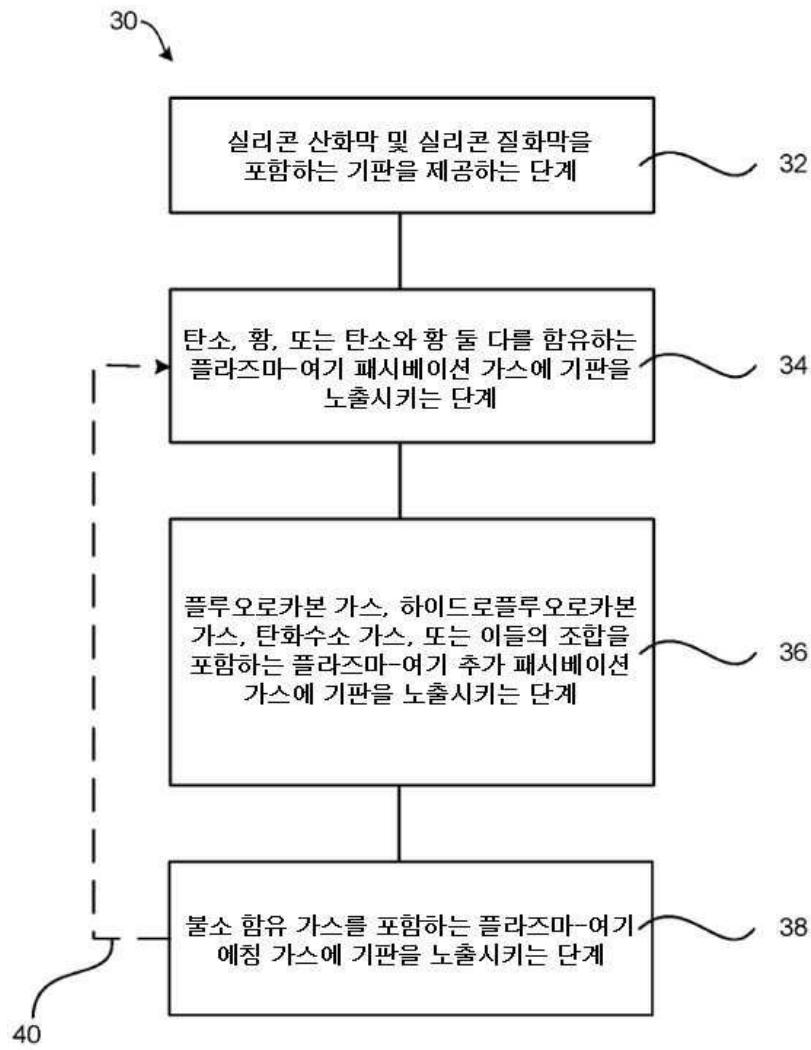 30
실리콘 산화막 및 실리콘 질화막을
포함하는 기판을 제공하는 단계
32
탄소, 황, 또는 탄소와 황 둘 다를 함유하는
플라즈마-여기 패시베이션 가스에 기판을
노출시키는 단계
34
플루오로카본 가스, 하이드로플루오로카본
가스, 탄화수소 가스, 또는 이들의 조합을
포함하는 플라즈마-여기 추가 패시베이션
가스에 기판을 노출시키는 단계
36
불소 함유 가스를 포함하는 플라즈마-여기
에칭 가스에 기판을 노출시키는 단계
38
40